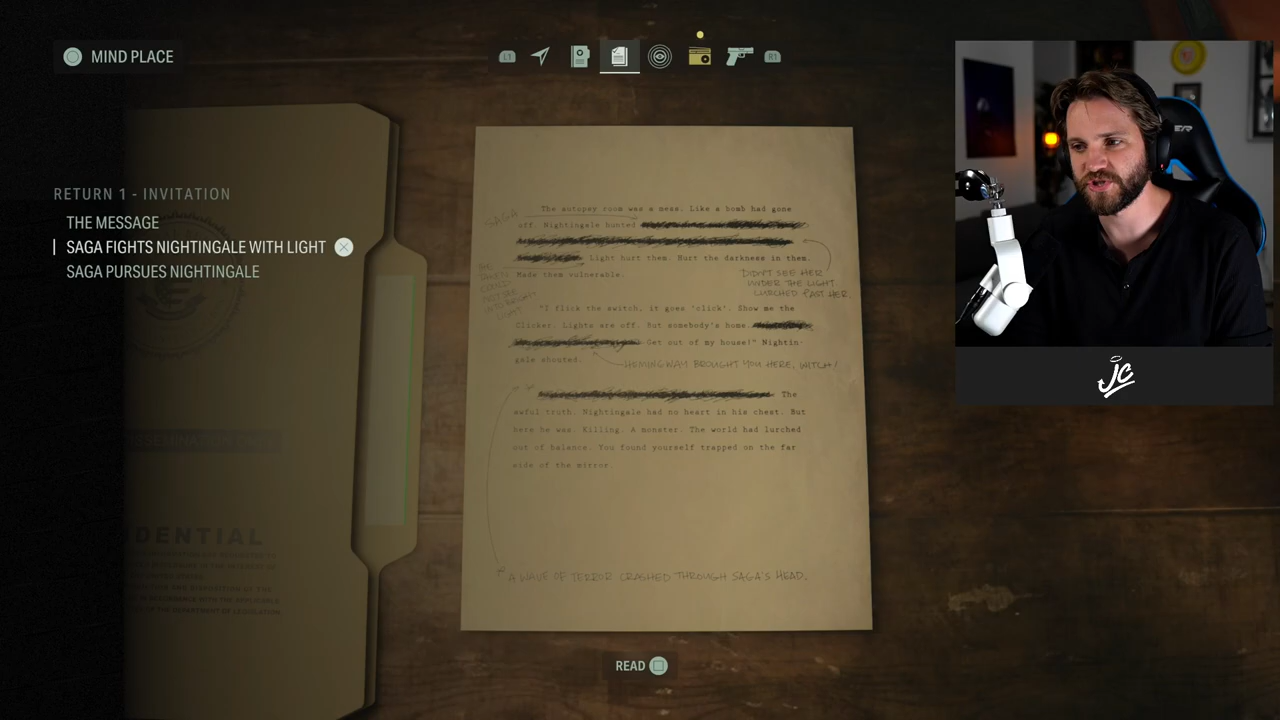 MIND PLACE
L1
R1
RETURN 1 - INVITATION
THE MESSAGE
SAGA FIGHTS NIGHTINGALE WITH LIGHT
SAGA PURSUES NIGHTINGALE
DENTIAL
SAGA
The autopsy room was a mess. Like a bomb had gone
off. Nightingale hunted
Light hurt them. Hurt the darkness in them.
Made them vulnerable.
DIDN'T SEE HER
UNDER THE LIGHT.
LURCHED PAST HER.
"I flick the switch, it goes 'click'. Show me the
Clicker. Lights are off. But somebody's home.
Get out of my house!" Nightin-
gale shouted.
HEMINGWAY BROUGHT YOU HERE, WITCH!
The
awful truth. Nightingale had no heart in his chest. But
here he was. Killing. A monster. The world had lurched
out of balance. You found yourself trapped on the far
side of the mirror.
A WAVE OF TERROR CRASHED THROUGH SAGA'S HEAD.
READ
JC